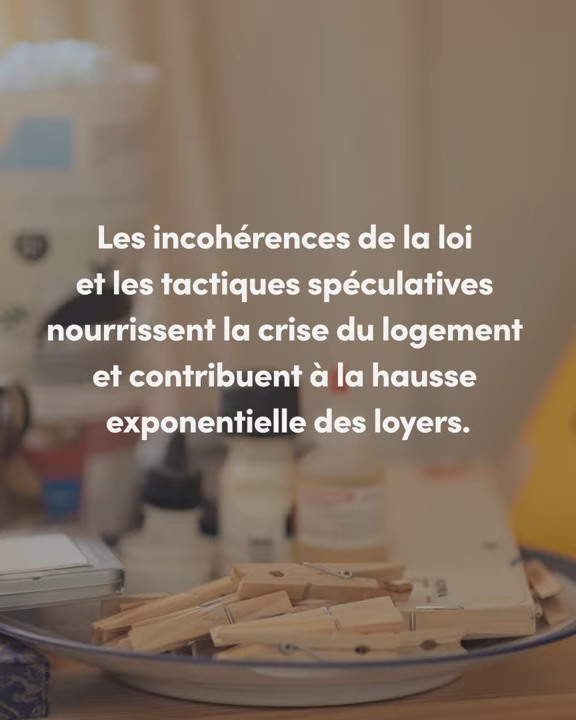 Les incohérences de la loi
et les tactiques spéculatives
nourrissent la crise du logement
et contribuent à la hausse
exponentielle des loyers.